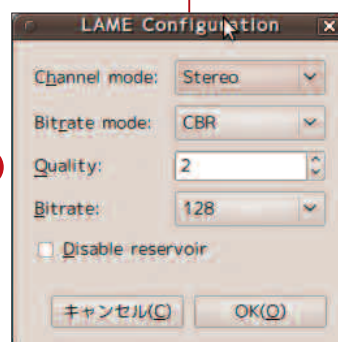 LAME Configuration
Channel mode: Stereo
Bitrate mode: CBR
Quality: 2
Bitrate: 128
Disable reservoir
キャンセル(C) OK(O)